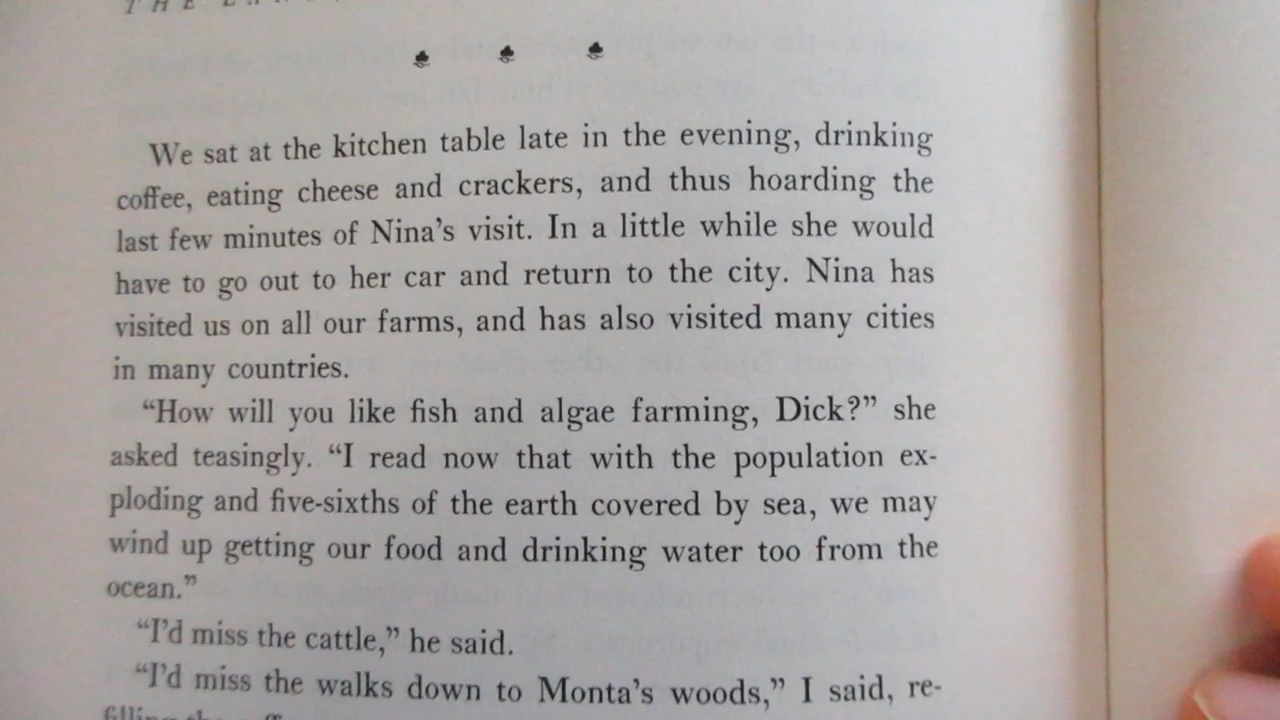 We sat at the kitchen table late in the evening, drinking
coffee, eating cheese and crackers, and thus hoarding the
last few minutes of Nina's visit. In a little while she would
have to go out to her car and return to the city. Nina has
visited us on all our farms, and has also visited many cities
in many countries.
“How will you like fish and algae farming, Dick?” she
asked teasingly. “I read now that with the population ex-
ploding and five-sixths of the earth covered by sea, we may
wind up getting our food and drinking water too from the
ocean.”
“I'd miss the cattle,” he said.
“I'd miss the walks down to Monta's woods,” I said, re-